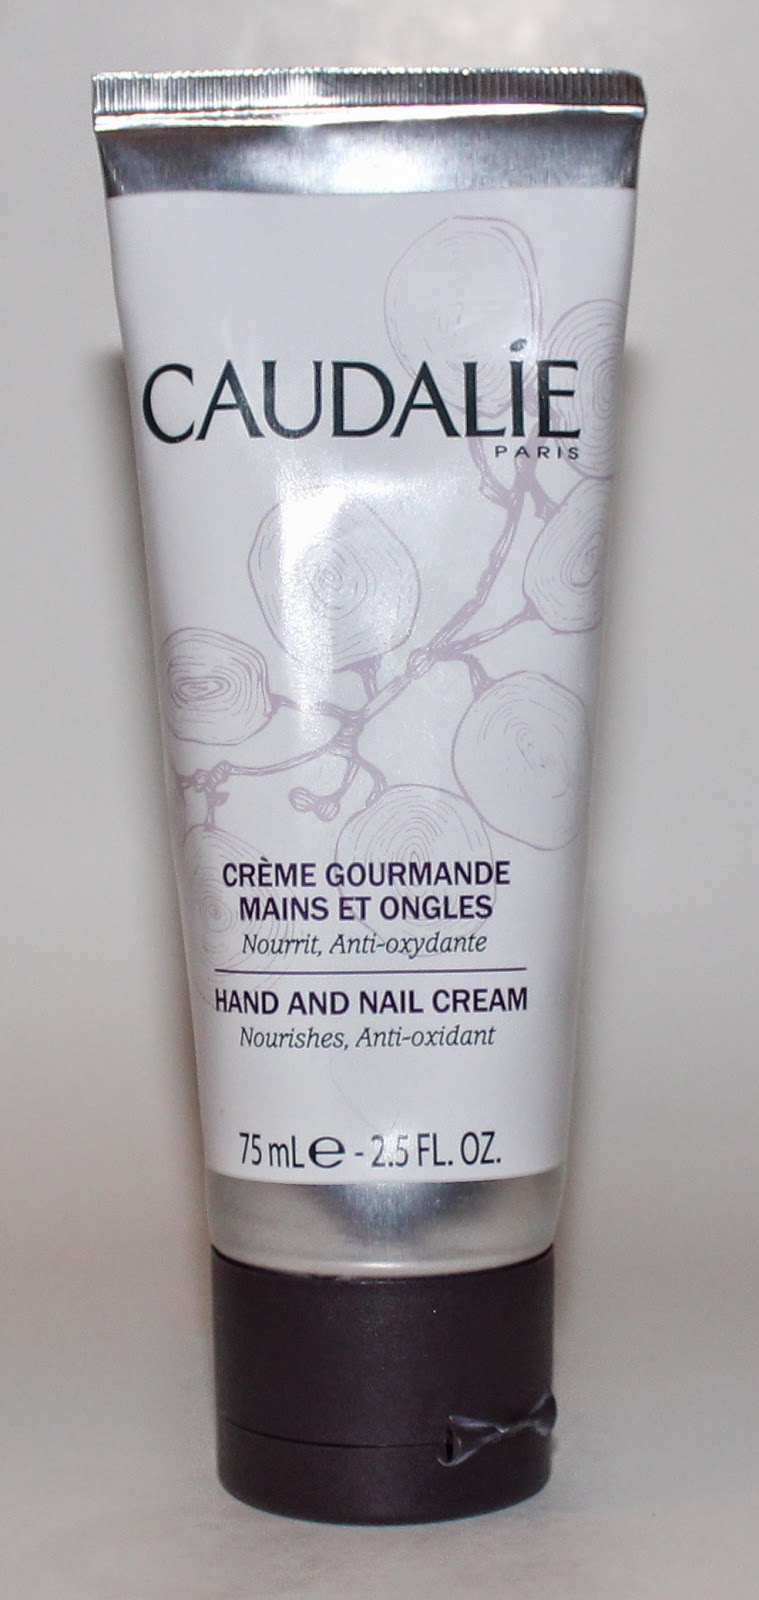 CAUDALÍE
PARIS
CRÈME GOURMANDE
MAINS ET ONGLES
Nourrit, Anti-oxydante
HAND AND NAIL CREAM
Nourishes, Anti-oxidant
75 mL ℮ - 2.5 FL. OZ.